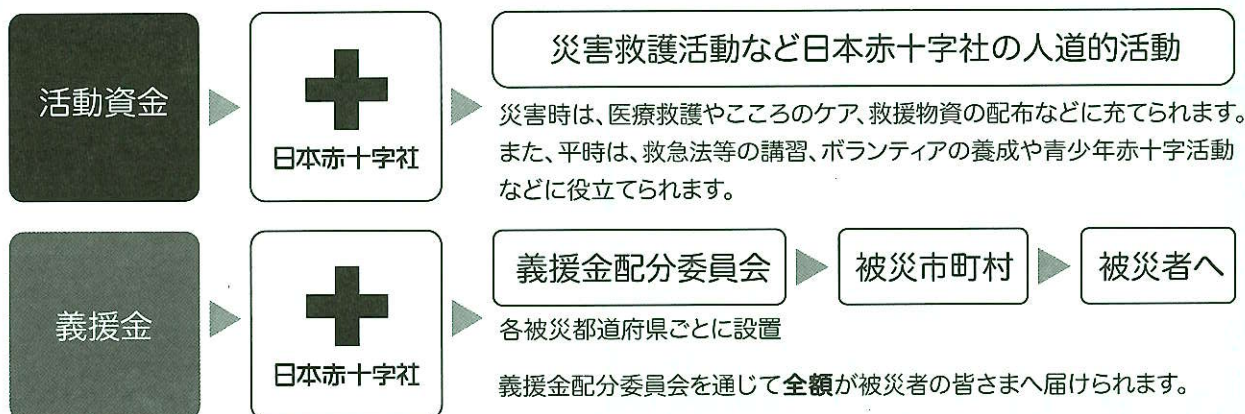 活動資金
日本赤十字社
災害救護活動など日本赤十字社の人道的活動
災害時は、医療救護やこころのケア、救援物資の配布などに充てられます。
また、平時は、救急法等の講習、ボランティアの養成や青少年赤十字活動
などに役立てられます。
義援金
日本赤十字社
義援金配分委員会
被災市町村
被災者へ
各被災都道府県ごとに設置
義援金配分委員会を通じて全額が被災者の皆さまへ届けられます。